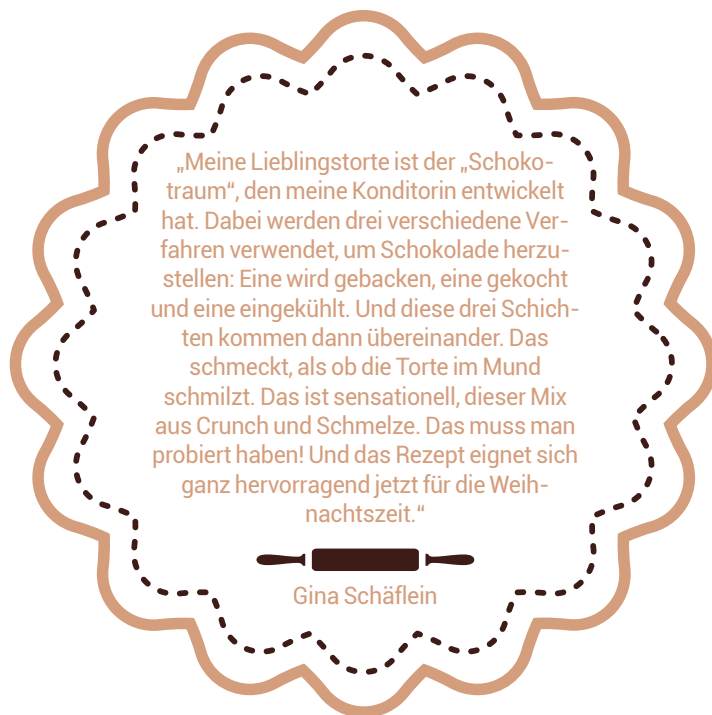 „Meine Lieblingstorte ist der „Schoko-
traum“, den meine Konditorin entwickelt
hat. Dabei werden drei verschiedene Ver-
fahren verwendet, um Schokolade herzu-
stellen: Eine wird gebacken, eine gekocht
und eine eingekühlt. Und diese drei Schich-
ten kommen dann übereinander. Das
schmeckt, als ob die Torte im Mund
schmilzt. Das ist sensationell, dieser Mix
aus Crunch und Schmelze. Das muss man
probiert haben! Und das Rezept eignet sich
ganz hervorragend jetzt für die Weih-
nachtszeit.“
Gina Schäflein